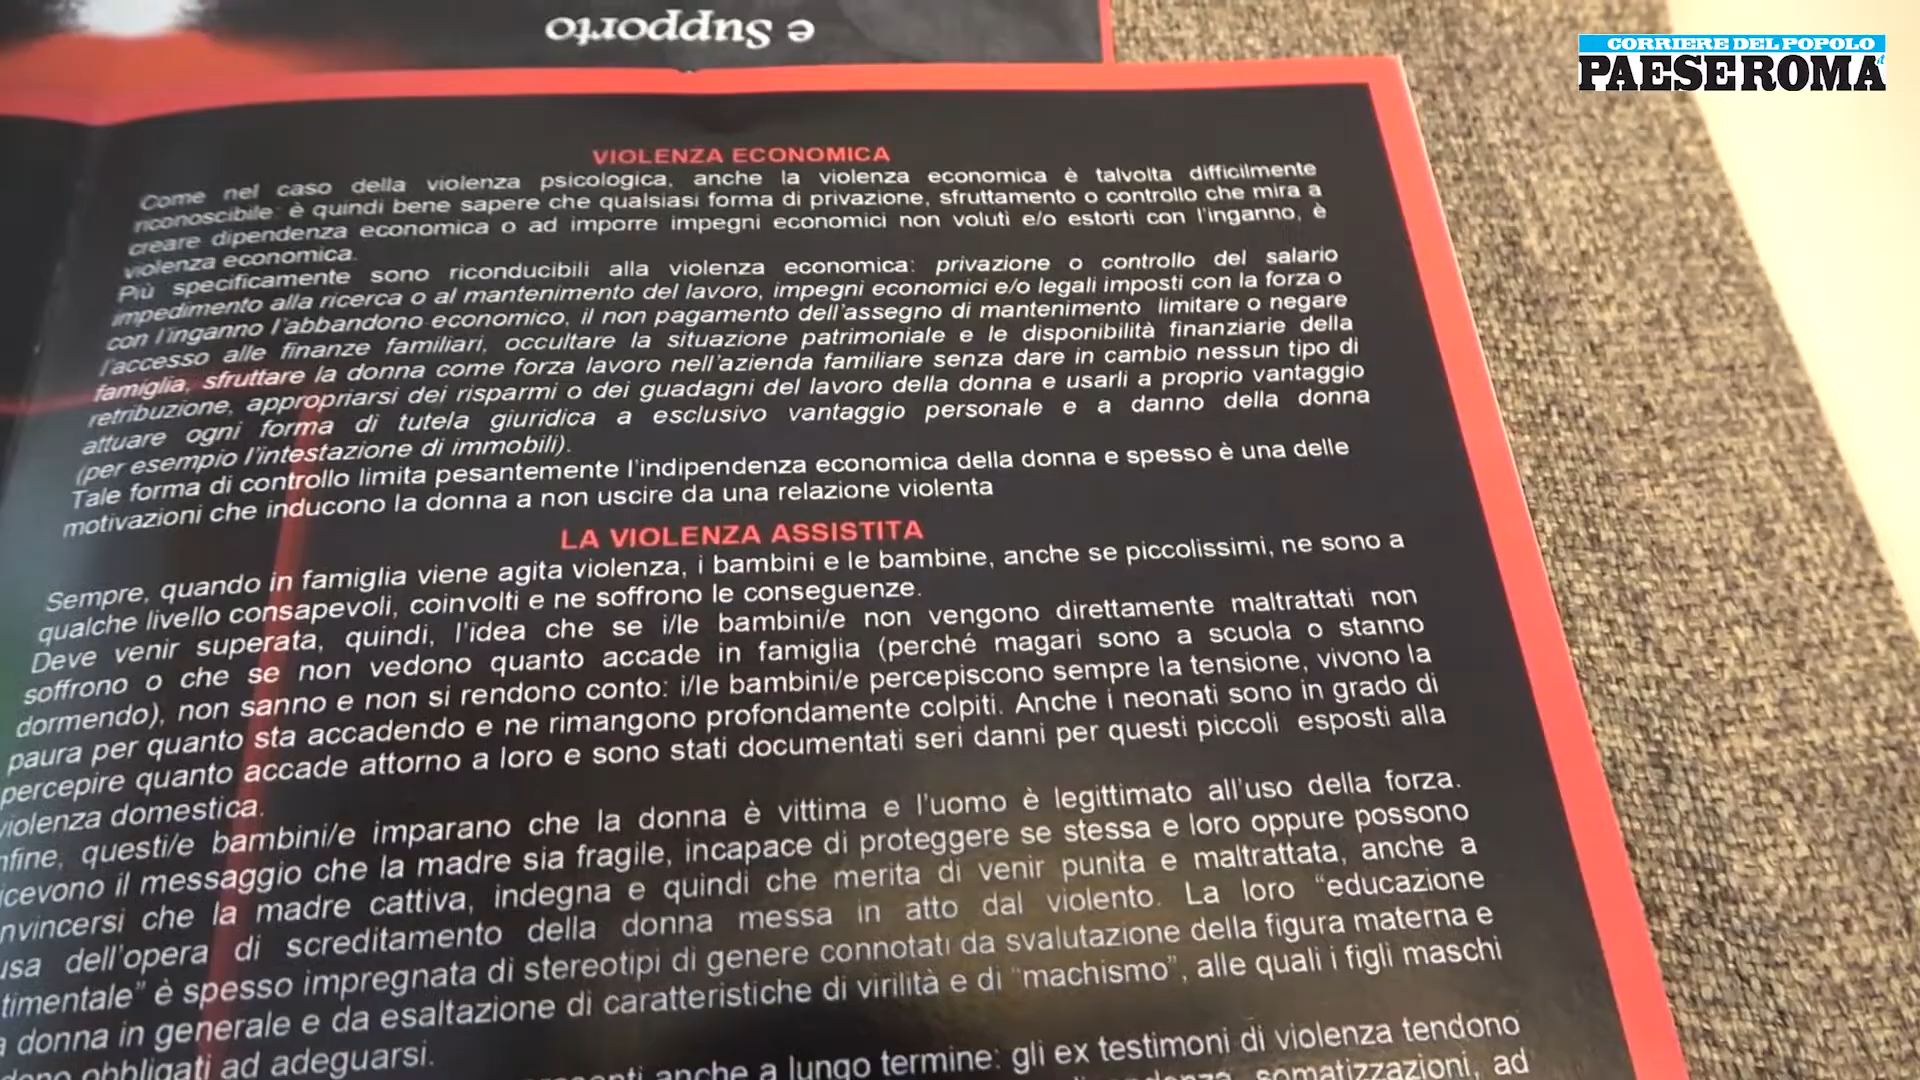 e Supporto
CORRIERE DEL POPOLO
PAESEROMA.it
VIOLENZA ECONOMICA
Come nel caso della violenza psicologica, anche la violenza economica è talvolta difficilmente
riconoscibile: è quindi bene sapere che qualsiasi forma di privazione, sfruttamento o controllo che mira a
creare dipendenza economica o ad imporre impegni economici non voluti e/o estorti con l'inganno, è
violenza economica.
Più specificamente sono riconducibili alla violenza economica: privazione o controllo del salario
impedimento alla ricerca o al mantenimento del lavoro, impegni economici e/o legali imposti con la forza o
con l'inganno l'abbandono economico, il non pagamento dell'assegno di mantenimento limitare o negare
l'accesso alle finanze familiari, occultare la situazione patrimoniale e le disponibilità finanziarie della
famiglia, sfruttare la donna come forza lavoro nell'azienda familiare senza dare in cambio nessun tipo di
retribuzione, appropriarsi dei risparmi o dei guadagni del lavoro della donna e usarli a proprio vantaggio
attuare ogni forma di tutela giuridica a esclusivo vantaggio personale e a danno della donna
(per esempio l'intestazione di immobili).
Tale forma di controllo limita pesantemente l'indipendenza economica della donna e spesso è una delle
motivazioni che inducono la donna a non uscire da una relazione violenta
LA VIOLENZA ASSISTITA
Sempre, quando in famiglia viene agita violenza, i bambini e le bambine, anche se piccolissimi, ne sono a
qualche livello consapevoli, coinvolti e ne soffrono le conseguenze.
Deve venir superata, quindi, l'idea che se i/le bambini/e non vengono direttamente maltrattati non
soffrono o che se non vedono quanto accade in famiglia (perché magari sono a scuola o stanno
dormendo), non sanno e non si rendono conto: i/le bambini/e percepiscono sempre la tensione, vivono la
paura per quanto sta accadendo e ne rimangono profondamente colpiti. Anche i neonati sono in grado di
percepire quanto accade attorno a loro e sono stati documentati seri danni per questi piccoli esposti alla
violenza domestica.
nfine, questi/e bambini/e imparano che la donna è vittima e l'uomo è legittimato all'uso della forza.
icevono il messaggio che la madre sia fragile, incapace di proteggere se stessa e loro oppure possono
nvincersi che la madre cattiva, indegna e quindi che merita di venir punita e maltrattata, anche a
usa dell'opera di screditamento della donna messa in atto dal violento. La loro "educazione
timentale" è spesso impregnata di stereotipi di genere connotati da svalutazione della figura materna e
a donna in generale e da esaltazione di caratteristiche di virilità e di "machismo", alle quali i figli maschi
obbligati ad adeguarsi.
anche a lungo termine: gli ex testimoni di violenza tendono
somatizzazioni, ad